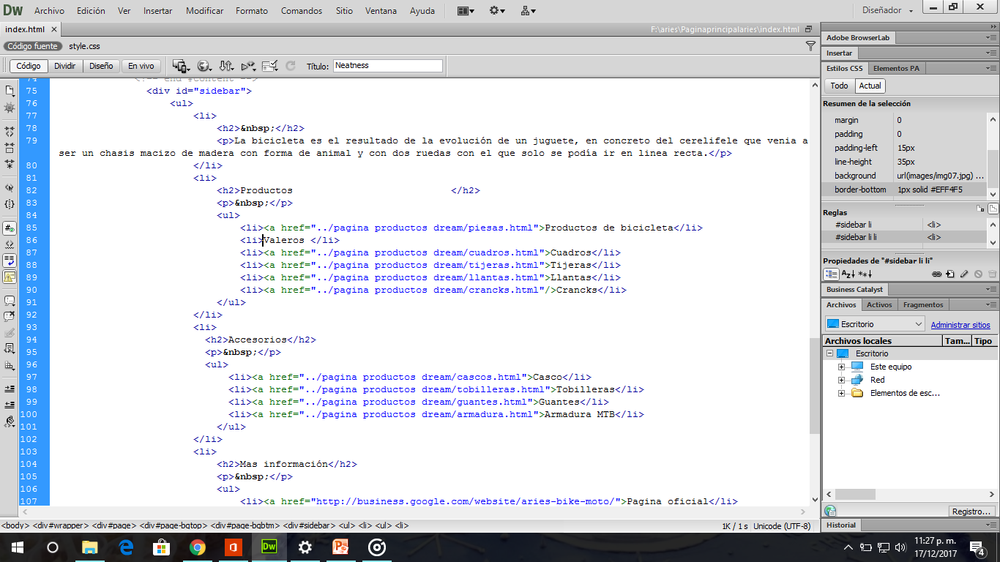 Dw Archivo Edición Ver Insertar Modificar Formato Comandos Sitio Ventana Ayuda Diseñador
index.html F:\aries\Paginaprincipalaries\index.html
Código fuente style.css
Código Dividir Diseño En vivo Título: Neatness
74 <!-- end #content -->
75 <div id="sidebar">
76 <ul>
77 <li>
78 <h2>&nbsp;</h2>
79 <p>La bicicleta es el resultado de la evolución de un juguete, en concreto del cerelifele que venia a
ser un chasis macizo de madera con forma de animal y con dos ruedas con el que solo se podía ir en linea recta.</p>
80 </li>
81 <li>
82 <h2>Productos </h2>
83 <p>&nbsp;</p>
84 <ul>
85 <li><a href="../pagina productos dream/piesas.html">Productos de bicicleta</li>
86 <li>Valeros </li>
87 <li><a href="../pagina productos dream/cuadros.html">Cuadros</li>
88 <li><a href="../pagina productos dream/tijeras.html">Tijeras</li>
89 <li><a href="../pagina productos dream/llantas.html">Llantas</li>
90 <li><a href="../pagina productos dream/crancks.html"/>Crancks</li>
91 </ul>
92 </li>
93 <li>
94 <h2>Accesorios</h2>
95 <p>&nbsp;</p>
96 <ul>
97 <li><a href="../pagina productos dream/cascos.html">Casco</li>
98 <li><a href="../pagina productos dream/tobilleras.html">Tobilleras</li>
99 <li><a href="../pagina productos dream/guantes.html">Guantes</li>
100 <li><a href="../pagina productos dream/armadura.html">Armadura MTB</li>
101 </ul>
102 </li>
103 <li>
104 <h2>Mas información</h2>
105 <p>&nbsp;</p>
106 <ul>
107 <li><a href="http://business.google.com/website/aries-bike-moto/">Pagina oficial</li>
<body> <div#wrapper> <div#page> <div#page-bgtop> <div#page-bgbtm> <div#sidebar> <ul> <li> <ul> <li> 1K / 1 s Unicode (UTF-8)
Adobe BrowserLab
Insertar
Estilos CSS Elementos PA
Todo Actual
Resumen de la selección
margin 0
padding 0
padding-left 15px
line-height 35px
background url(images/img07.jpg) ...
border-bottom 1px solid #EFF4F5
Reglas
#sidebar li <li>
#sidebar li li <li>
Propiedades de "#sidebar li li"
Business Catalyst
Archivos Activos Fragmentos
Escritorio Administrar sitios
Archivos locales Tam... Tipo
Escritorio
Este equipo
Red
Elementos de esc...
Registro...
Historial
Dw 11:27 p. m.
17/12/2017 4